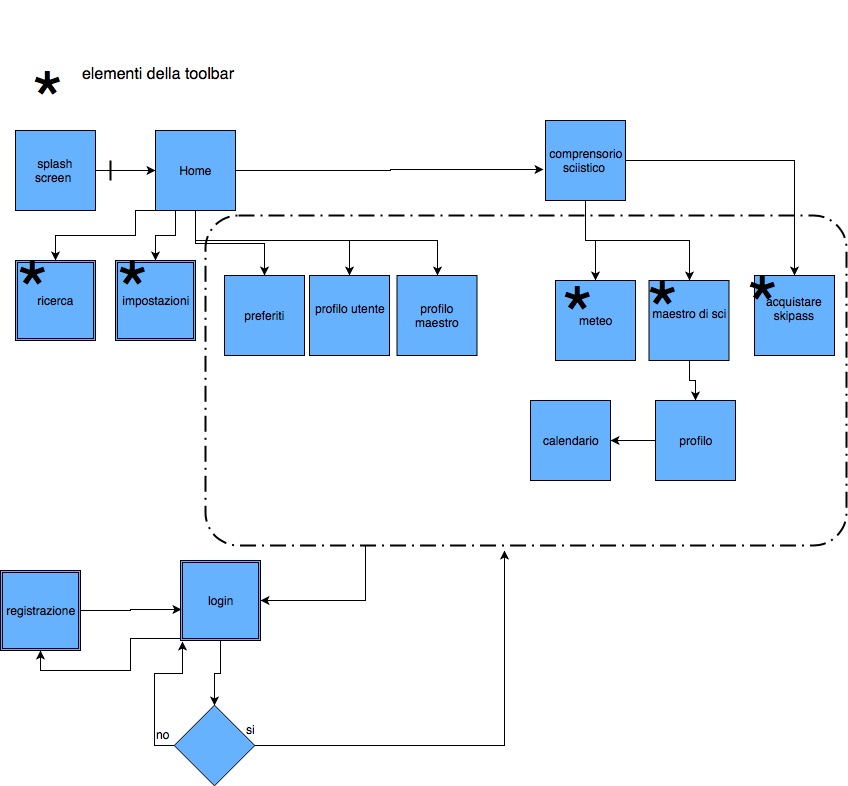 * elementi della toolbar
splash
screen
Home
comprensorio
sciistico
* ricerca
* impostazioni
preferiti
profilo utente
profilo
maestro
* meteo
* maestro di sci
* acquistare
skipass
calendario
profilo
registrazione
login
no
si